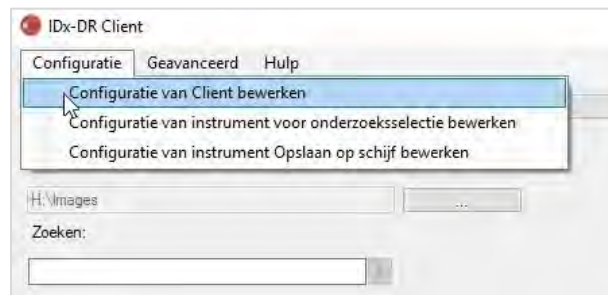 IDx-DR Client
Configuratie Geavanceerd Hulp
Configuratie van Client bewerken
Configuratie van instrument voor onderzoeksselectie bewerken
Configuratie van instrument Opslaan op schijf bewerken
H:\Images ...
Zoeken: